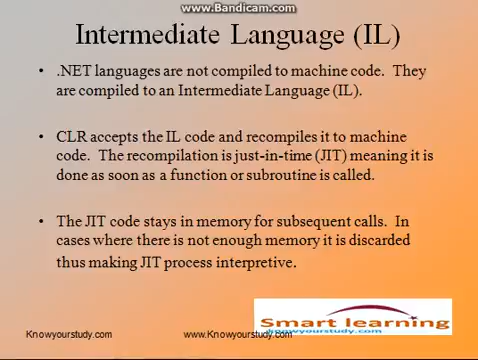 www.Bandicam.com
Intermediate Language (IL)
• .NET languages are not compiled to machine code. They
are compiled to an Intermediate Language (IL).
• CLR accepts the IL code and recompiles it to machine
code. The recompilation is just-in-time (JIT) meaning it is
done as soon as a function or subroutine is called.
• The JIT code stays in memory for subsequent calls. In
cases where there is not enough memory it is discarded
thus making JIT process interpretive.
Smart learning
knowyourstudy.com
Knowyourstudy.com www.Knowyourstudy.com